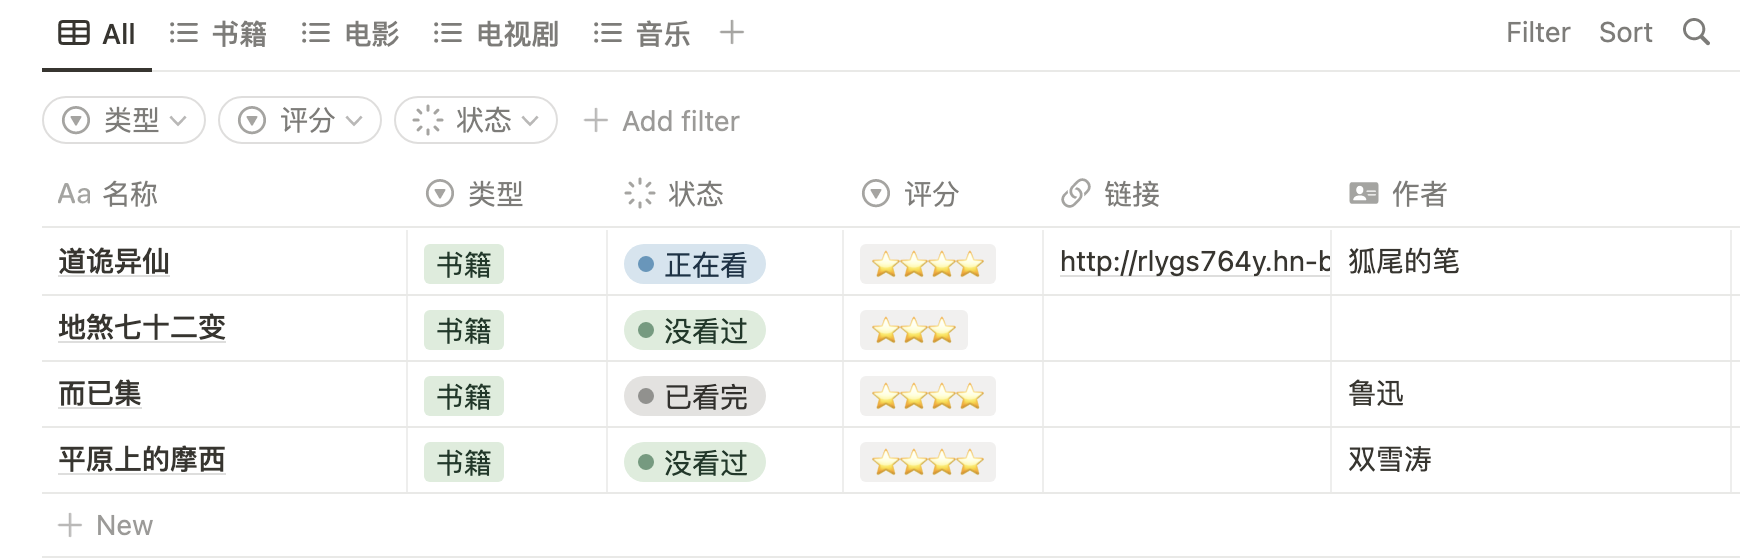 All 书籍 电影 电视剧 音乐 Filter Sort
类型 评分 状态 Add filter
Aa 名称 类型 状态 评分 链接 作者
道诡异仙 书籍 正在看 ⭐⭐⭐⭐ http://rlygs764y.hn-b 狐尾的笔
地煞七十二变 书籍 没看过 ⭐⭐⭐
而已集 书籍 已看完 ⭐⭐⭐⭐ 鲁迅
平原上的摩西 书籍 没看过 ⭐⭐⭐⭐ 双雪涛
New